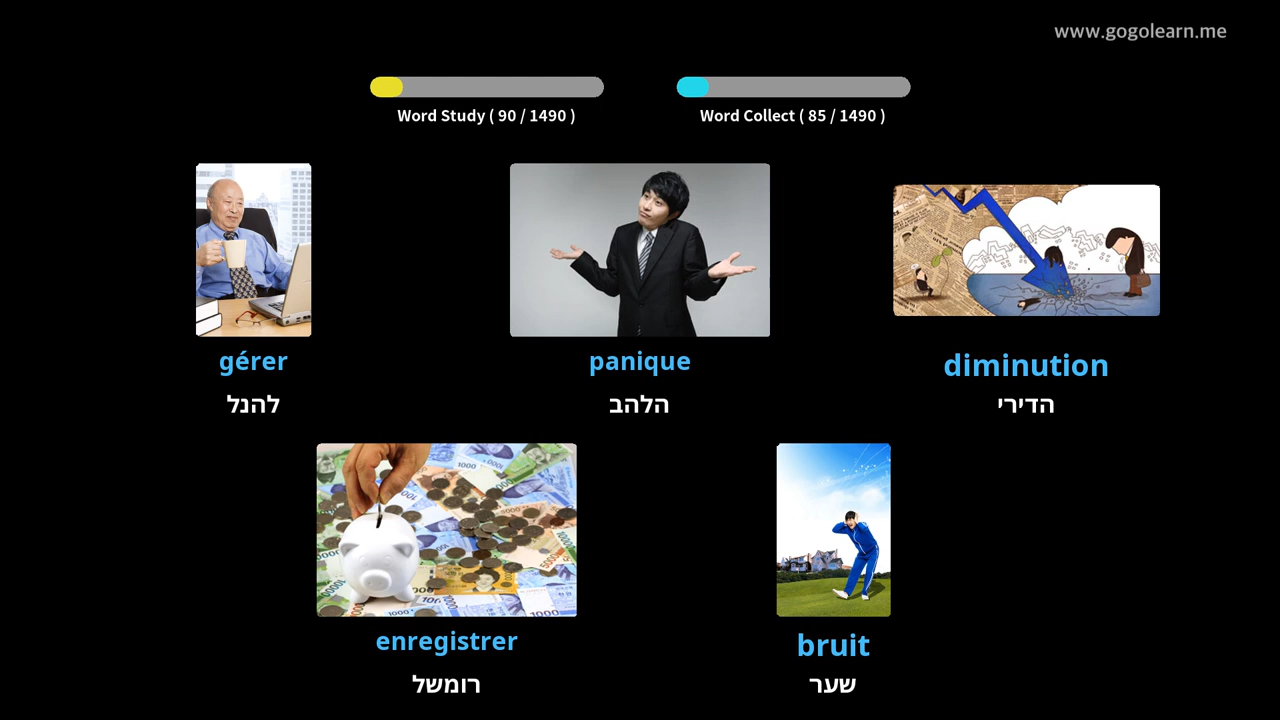 www.gogolearn.me
Word Study ( 90 / 1490 )
Word Collect ( 85 / 1490 )
gérer
להנל
panique
הלהב
diminution
הדירי
enregistrer
רומשל
bruit
שער